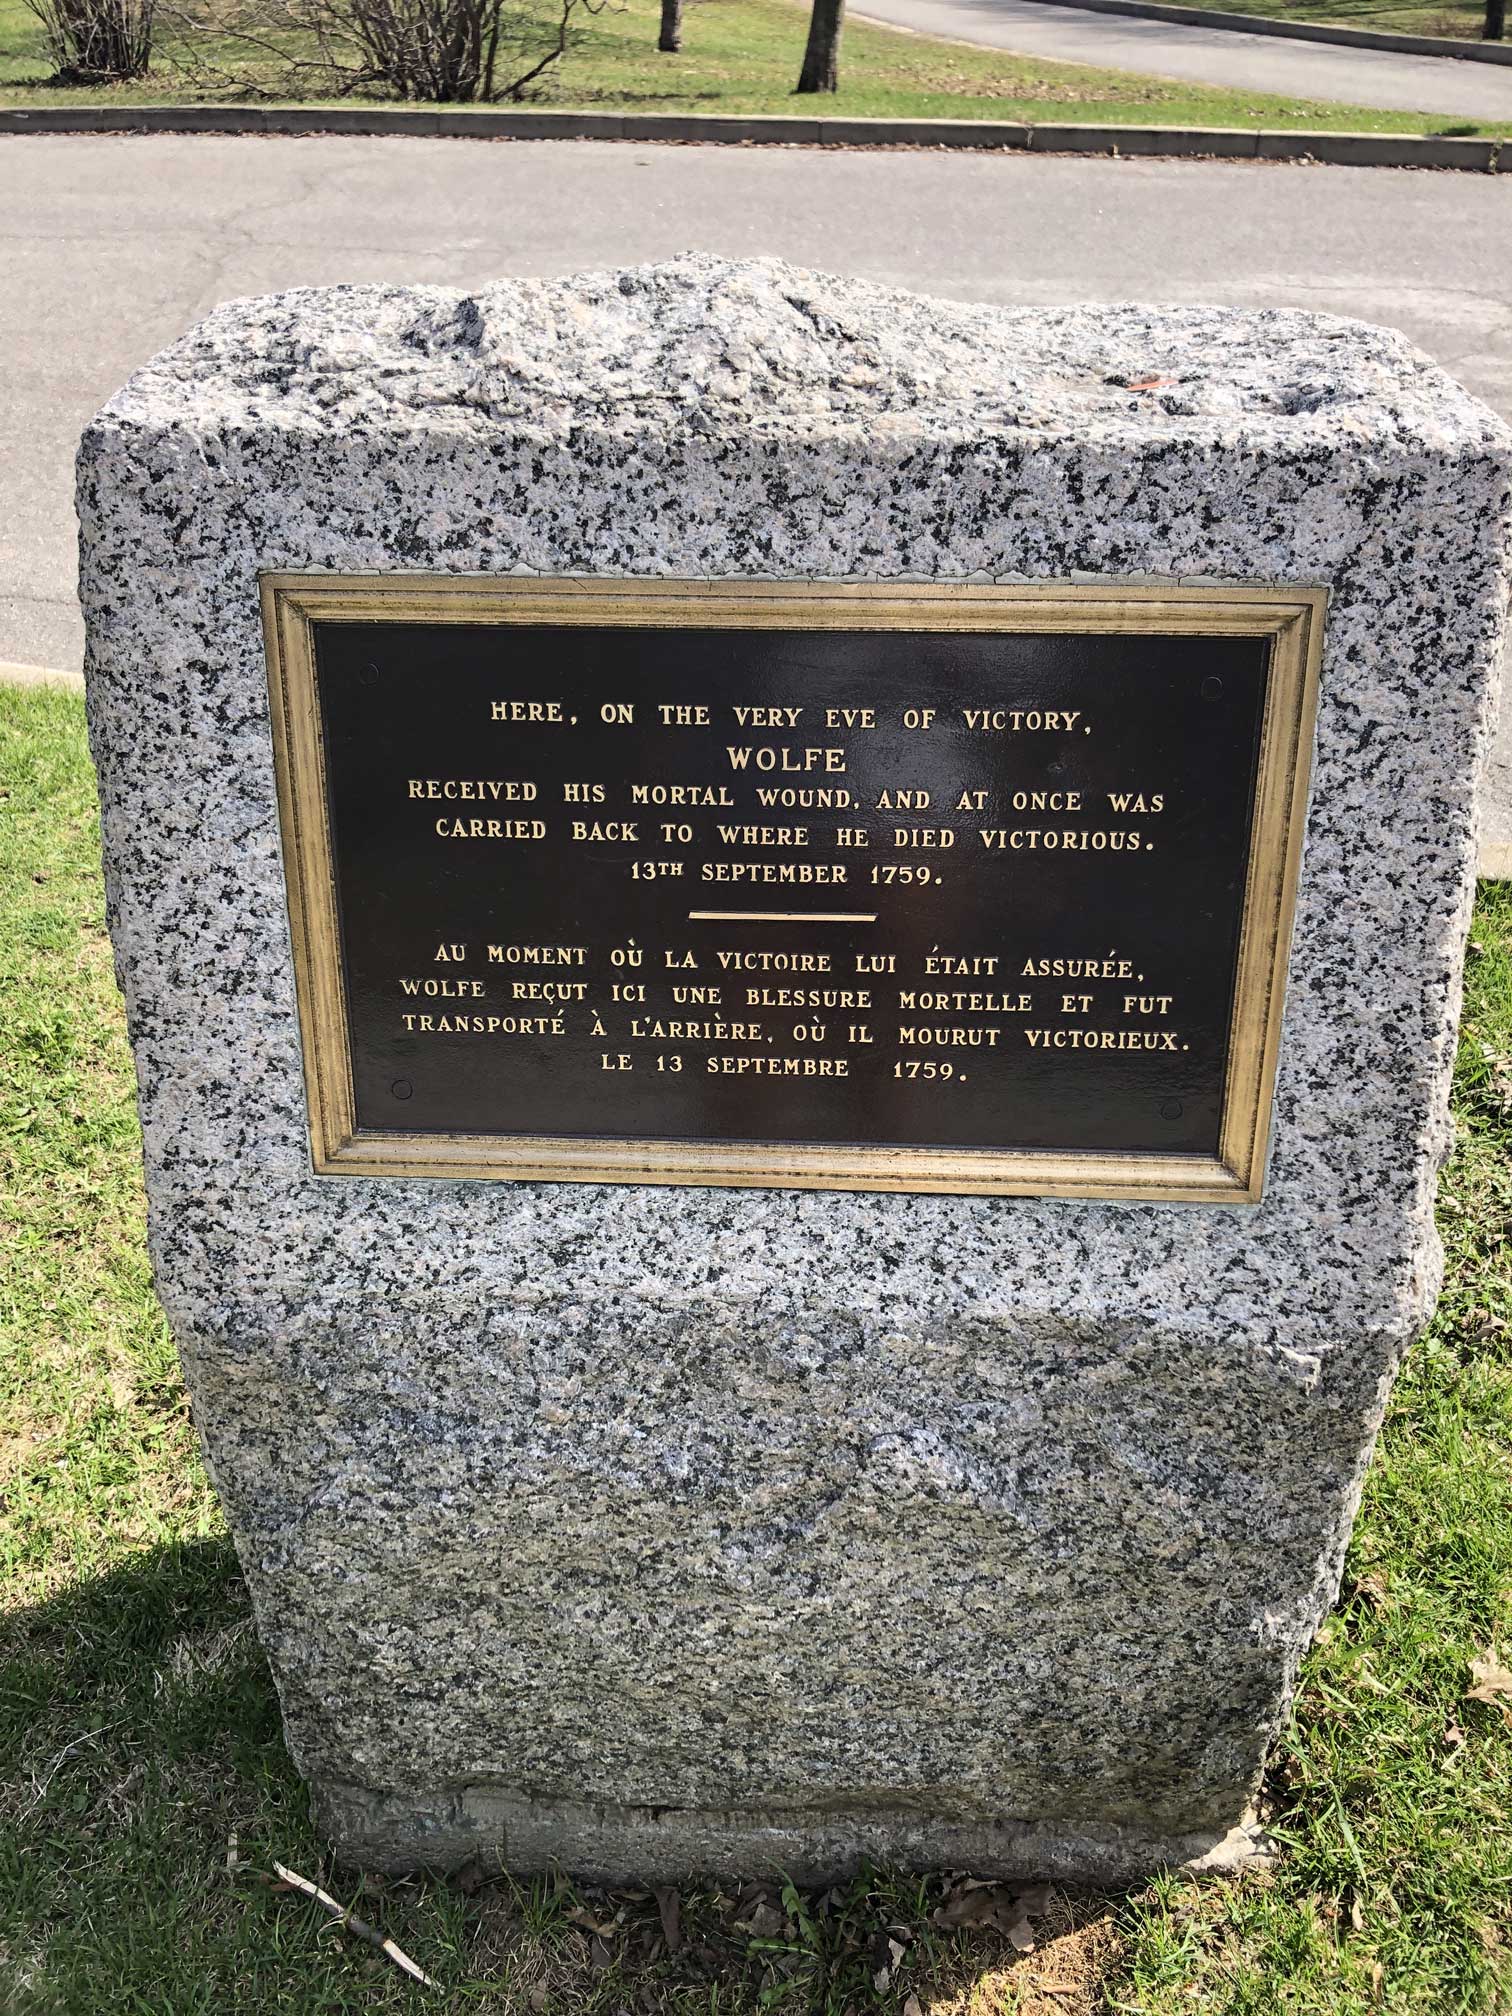 HERE, ON THE VERY EVE OF VICTORY,
WOLFE
RECEIVED HIS MORTAL WOUND, AND AT ONCE WAS
CARRIED BACK TO WHERE HE DIED VICTORIOUS.
13TH SEPTEMBER 1759.
AU MOMENT OÙ LA VICTOIRE LUI ÉTAIT ASSURÉE,
WOLFE REÇUT ICI UNE BLESSURE MORTELLE ET FUT
TRANSPORTÉ À L'ARRIÈRE, OÙ IL MOURUT VICTORIEUX.
LE 13 SEPTEMBRE 1759.